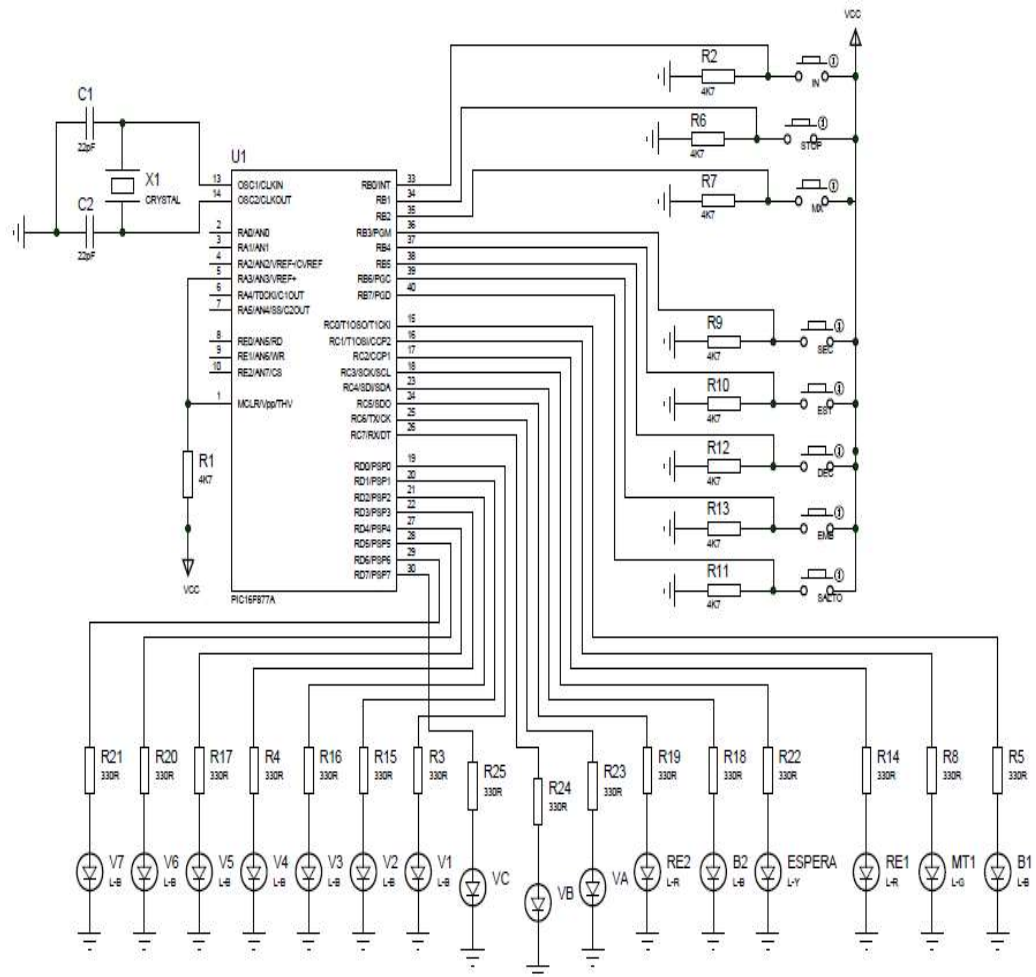 VCC
R2
4K7
IN
C1
22pF
R6
4K7
STOP
U1
X1
CRYSTAL
R7
4K7
MX
C2
22pF
13 OSC1/CLKIN
14 OSC2/CLKOUT
2 RA0/AN0
3 RA1/AN1
4 RA2/AN2/VREF-/CVREF
5 RA3/AN3/VREF+
6 RA4/T0CKI/C1OUT
7 RA5/AN4/SS/C2OUT
8 RE0/AN5/RD
9 RE1/AN6/WR
10 RE2/AN7/CS
1 MCLR/Vpp/THV
RB0/INT 33
RB1 34
RB2 35
RB3/PGM 36
RB4 37
RB5 38
RB6/PGC 39
RB7/PGD 40
RC0/T1OSO/T1CKI 15
RC1/T1OSI/CCP2 16
RC2/CCP1 17
RC3/SCK/SCL 18
RC4/SDI/SDA 23
RC5/SDO 24
RC6/TX/CK 25
RC7/RX/DT 26
RD0/PSP0 19
RD1/PSP1 20
RD2/PSP2 21
RD3/PSP3 22
RD4/PSP4 27
RD5/PSP5 28
RD6/PSP6 29
RD7/PSP7 30
PIC16F877A
R1
4K7
VCC
R9
4K7
SEC
R10
4K7
EST
R12
4K7
DEC
R13
4K7
EMB
R11
4K7
SALTO
R21
330R
R20
330R
R17
330R
R4
330R
R16
330R
R15
330R
R3
330R
R25
330R
R24
330R
R23
330R
R19
330R
R18
330R
R22
330R
R14
330R
R8
330R
R5
330R
V7
L-B
V6
L-B
V5
L-B
V4
L-B
V3
L-B
V2
L-B
V1
L-B
VC
VB
VA
RE2
L-R
B2
L-B
ESPERA
L-Y
RE1
L-R
MT1
L-G
B1
L-B